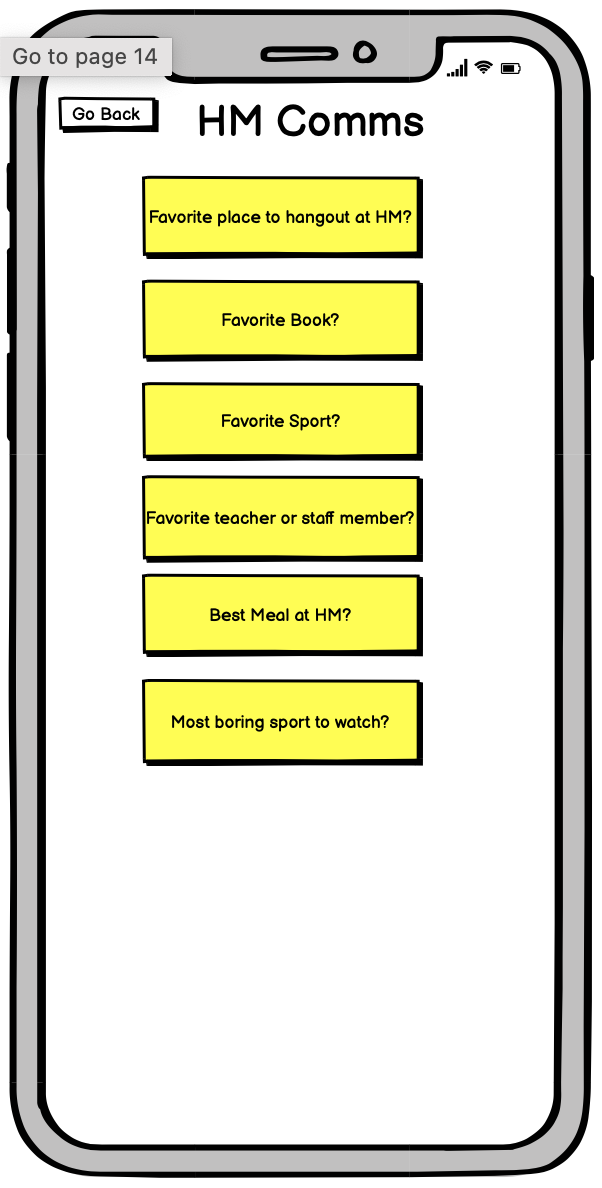 Go to page 14
Go Back
HM Comms
Favorite place to hangout at HM?
Favorite Book?
Favorite Sport?
Favorite teacher or staff member?
Best Meal at HM?
Most boring sport to watch?